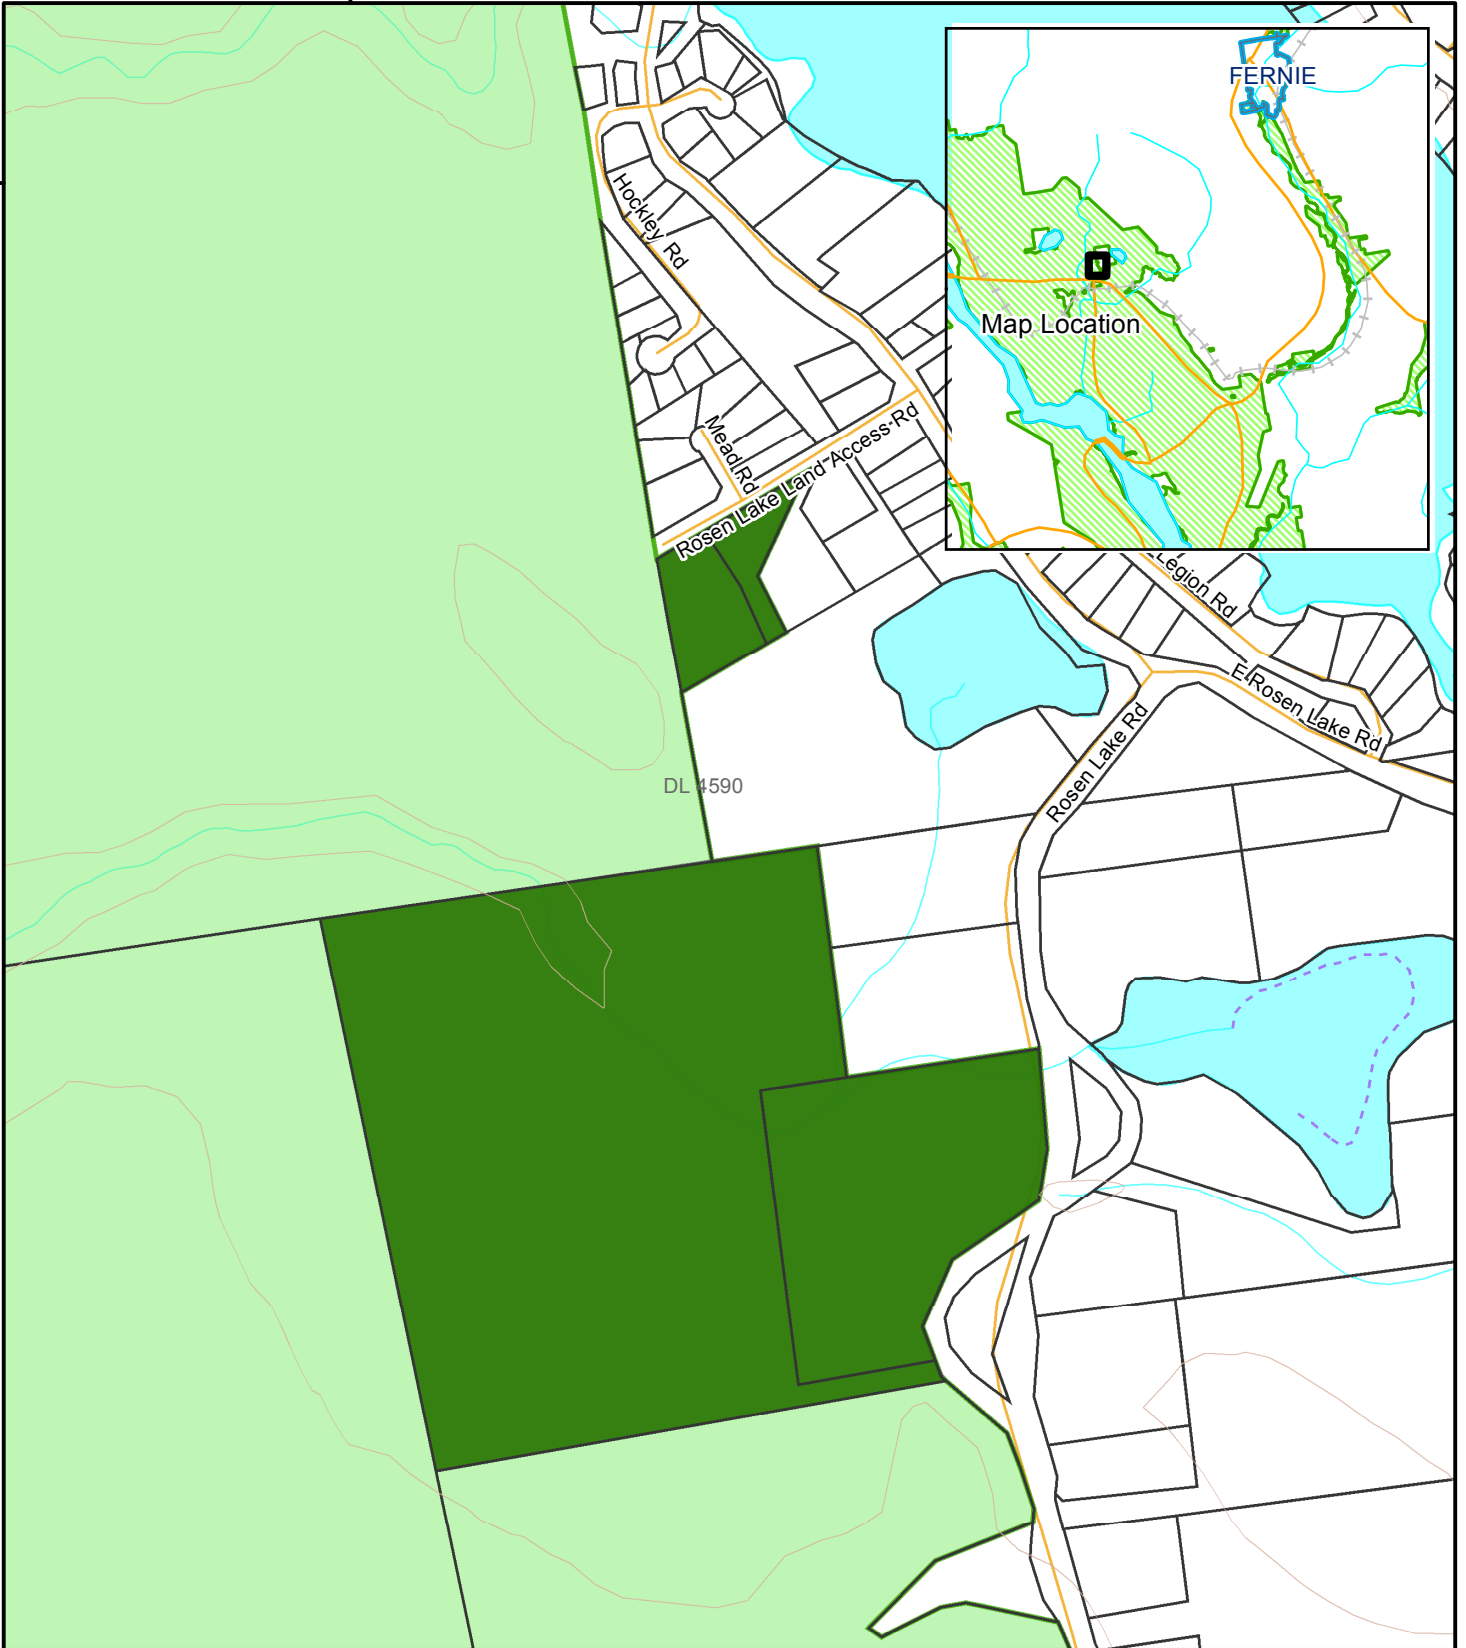 FERNIE
Map Location
Hockley Rd
Mead Rd
Rosen Lake Land Access Rd
Legion Rd
E Rosen Lake Rd
Rosen Lake Rd
DL 4590